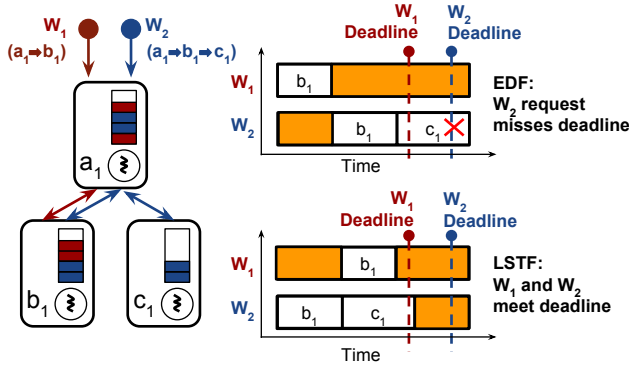 W₁ W₂
(a₁➡b₁) (a₁➡b₁➡c₁)
a₁
b₁
c₁
W₁ Deadline
W₂ Deadline
W₁
b₁
W₂
b₁
c₁
Time
EDF:
W₂ request
misses deadline
W₁
Deadline
W₂
Deadline
W₁
b₁
W₂
b₁
c₁
Time
LSTF:
W₁ and W₂
meet deadline